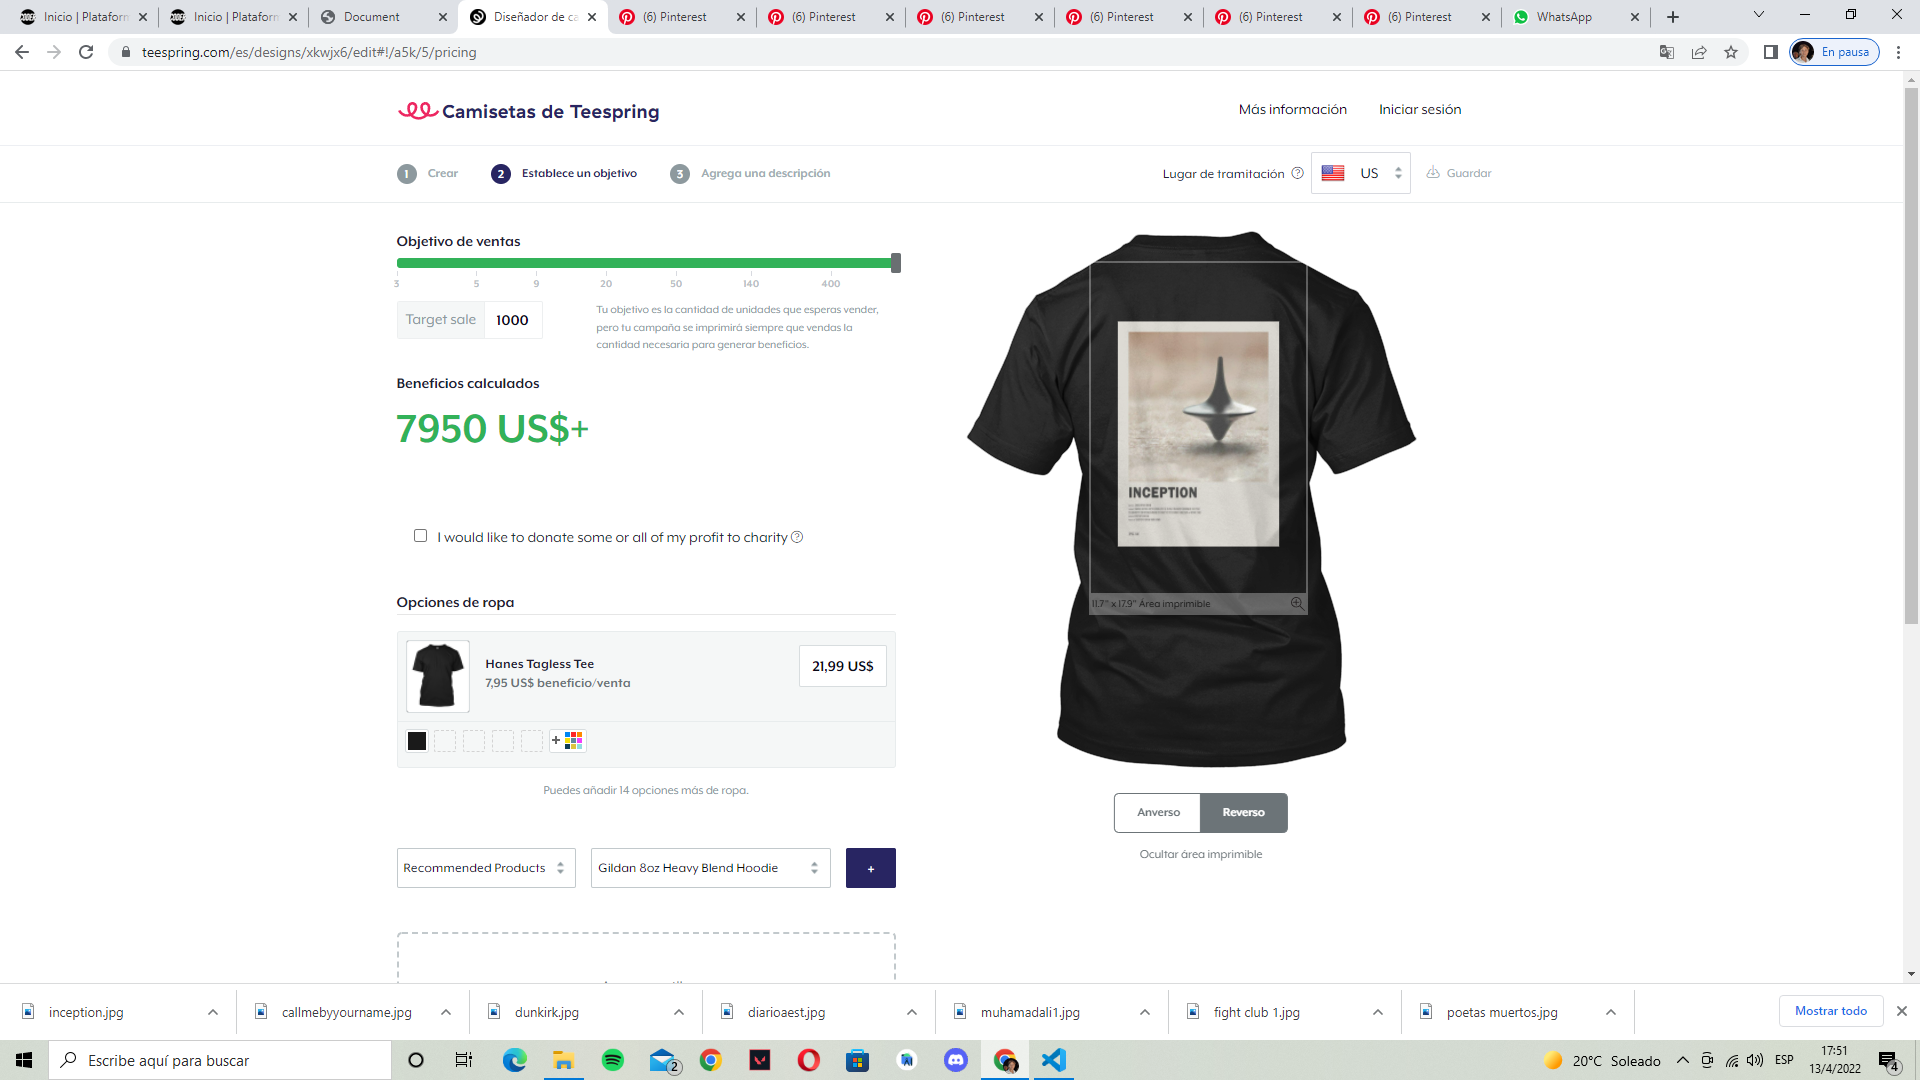 Inicio | Plataforn
Inicio | Plataforn
Document
Diseñador de ca
(6) Pinterest
(6) Pinterest
(6) Pinterest
(6) Pinterest
(6) Pinterest
(6) Pinterest
WhatsApp
teespring.com/es/designs/xkwjx6/edit#!/a5k/5/pricing
En pausa
Camisetas de Teespring
Más información
Iniciar sesión
1 Crear
2 Establece un objetivo
3 Agrega una descripción
Lugar de tramitación ?
US
Guardar
Objetivo de ventas
3 5 9 20 50 140 400
Target sale 1000
Tu objetivo es la cantidad de unidades que esperas vender,
pero tu campaña se imprimirá siempre que vendas la
cantidad necesaria para generar beneficios.
Beneficios calculados
7950 US$+
I would like to donate some or all of my profit to charity ?
Opciones de ropa
Hanes Tagless Tee
7,95 US$ beneficio/venta
21,99 US$
+
Puedes añadir 14 opciones más de ropa.
Recommended Products
Gildan 8oz Heavy Blend Hoodie
+
INCEPTION
11.7" x 17.9" Área imprimible
Anverso
Reverso
Ocultar área imprimible
inception.jpg
callmebyyourname.jpg
dunkirk.jpg
diarioaest.jpg
muhamadali1.jpg
fight club 1.jpg
poetas muertos.jpg
Mostrar todo
Escribe aquí para buscar
2
20°C Soleado
ESP
17:51
13/4/2022
4